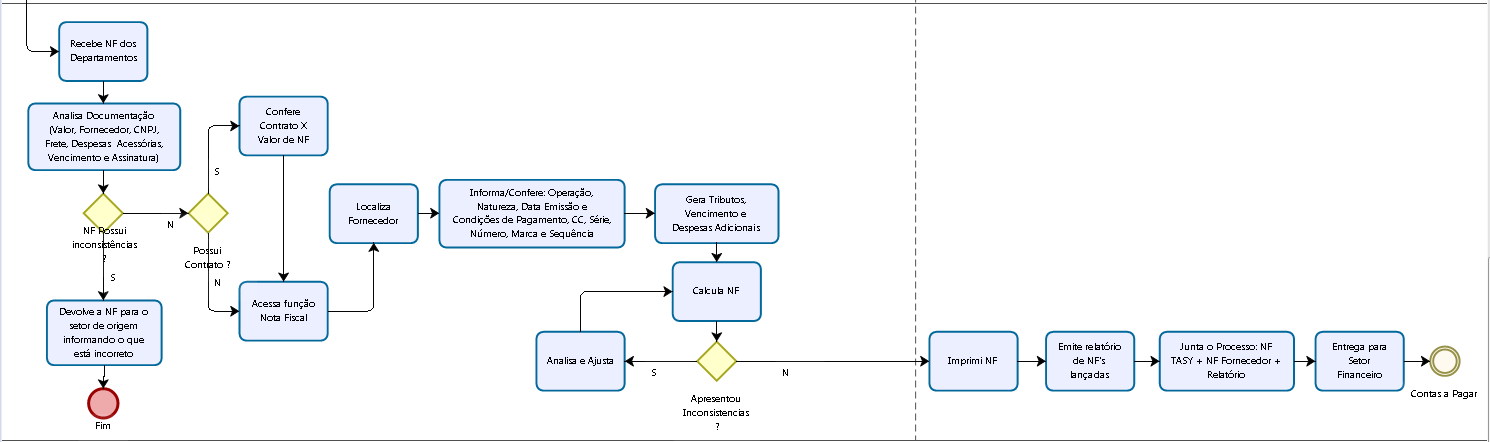 Recebe NF dos
Departamentos
Analisa Documentação
(Valor, Fornecedor, CNPJ,
Frete, Despesas Acessórias,
Vencimento e Assinatura)
NF Possui
inconsistências
?
S
N
Devolve a NF para o
setor de origem
informando o que
está incorreto
Fim
Possui
Contrato ?
S
N
Confere
Contrato X
Valor de NF
Acessa função
Nota Fiscal
Localiza
Fornecedor
Informa/Confere: Operação,
Natureza, Data Emissão e
Condições de Pagamento, CC, Série,
Número, Marca e Sequência
Gera Tributos,
Vencimento e
Despesas Adicionais
Calcula NF
Analisa e Ajusta
S
N
Apresentou
Inconsistencias
?
Imprimi NF
Emite relatório
de NF's
lançadas
Junta o Processo: NF
TASY + NF Fornecedor +
Relatório
Entrega para
Setor
Financeiro
Contas a Pagar